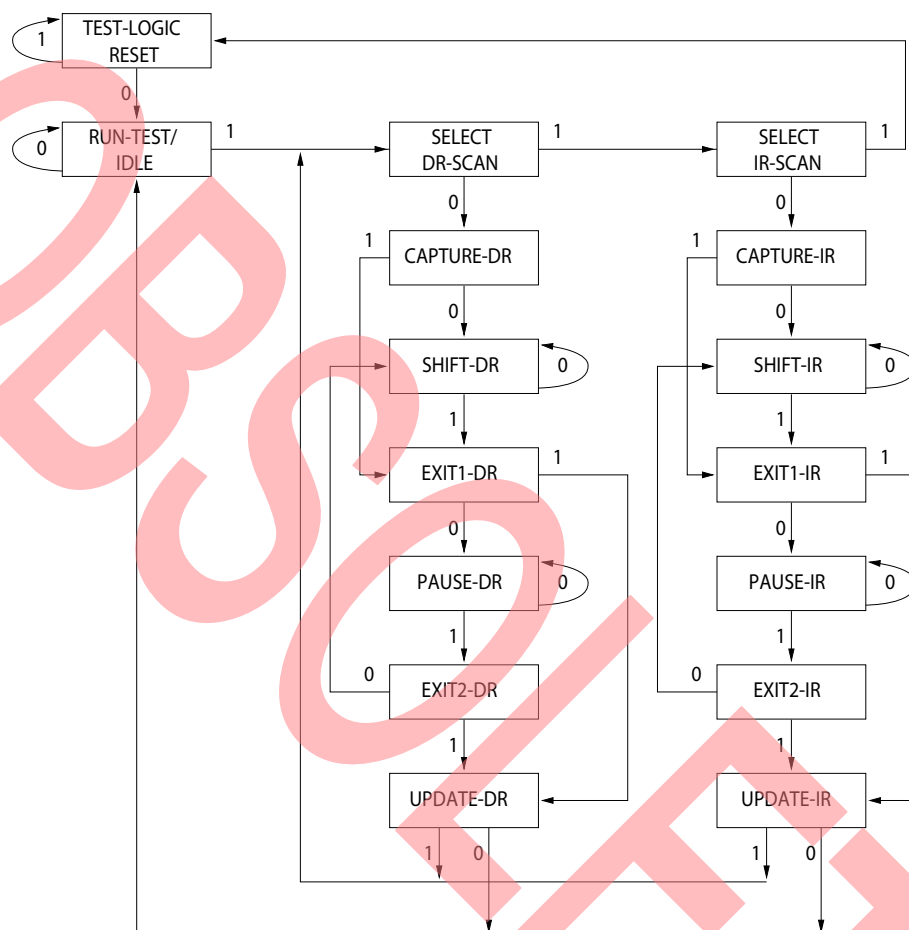 TEST-LOGIC
RESET
1
0
RUN-TEST/
IDLE
0
1
SELECT
DR-SCAN
1
SELECT
IR-SCAN
1
0
0
1
CAPTURE-DR
1
CAPTURE-IR
0
0
SHIFT-DR
0
SHIFT-IR
0
1
1
EXIT1-DR
1
EXIT1-IR
1
0
0
PAUSE-DR
0
PAUSE-IR
0
1
1
0
EXIT2-DR
0
EXIT2-IR
1
1
UPDATE-DR
UPDATE-IR
1
0
1
0
OBSOLET